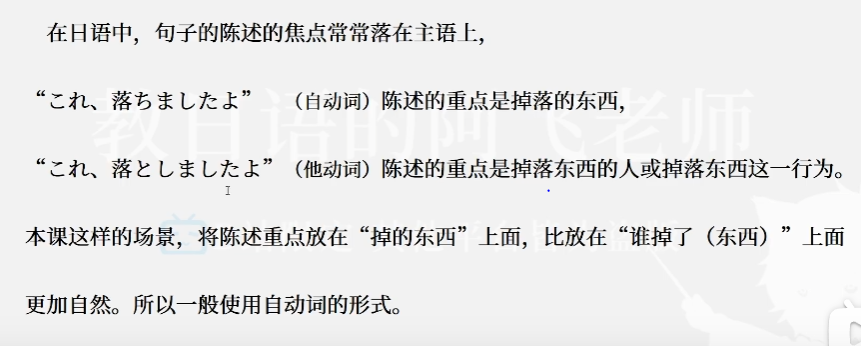 在日语中，句子的陈述的焦点常常落在主语上，
“これ、落ちましたよ” （自动词）陈述的重点是掉落的东西，
“これ、落としましたよ”（他动词）陈述的重点是掉落东西的人或掉落东西这一行为。
本课这样的场景，将陈述重点放在“掉的东西”上面，比放在“谁掉了（东西）”上面
更加自然。所以一般使用自动词的形式。
教日语的阿飞老师